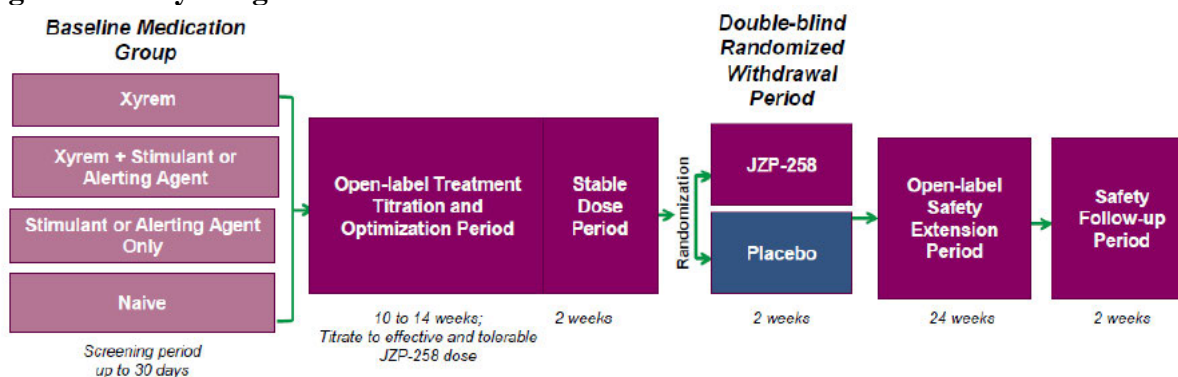 Baseline Medication
Group
Xyrem
Xyrem + Stimulant or
Alerting Agent
Stimulant or Alerting Agent
Only
Naive
Screening period
up to 30 days
Open-label Treatment
Titration and
Optimization Period
10 to 14 weeks;
Titrate to effective and tolerable
JZP-258 dose
Stable
Dose
Period
2 weeks
Randomization
Double-blind
Randomized
Withdrawal
Period
JZP-258
Placebo
2 weeks
Open-label
Safety
Extension
Period
24 weeks
Safety
Follow-up
Period
2 weeks